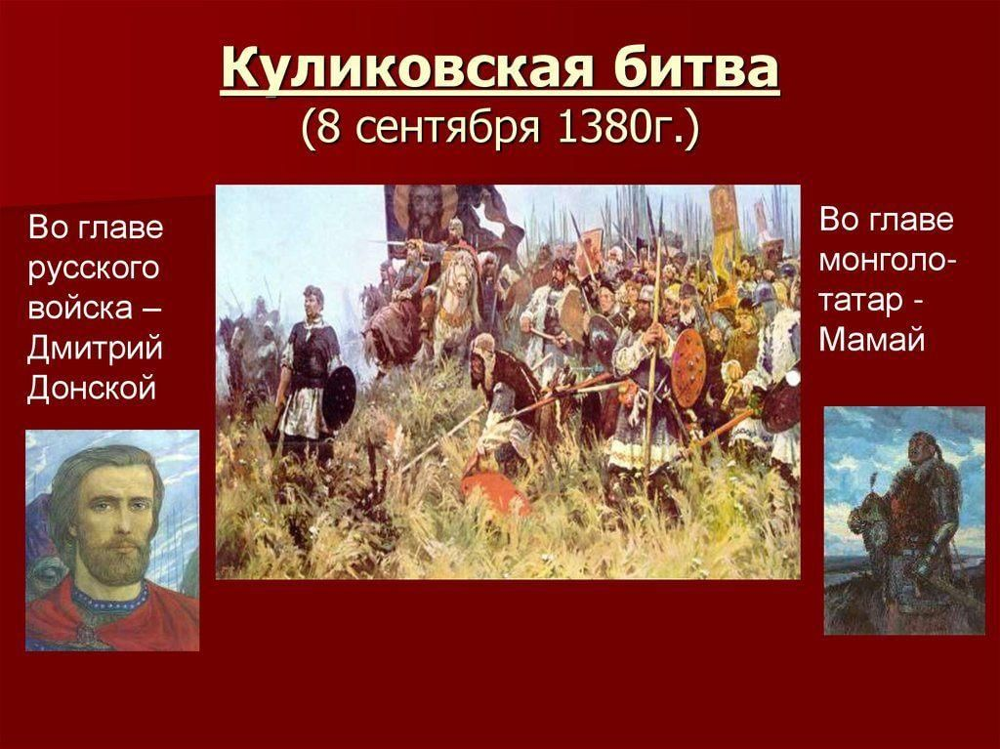 Куликовская битва
(8 сентября 1380г.)
Во главе
русского
войска –
Дмитрий
Донской
Во главе
монголо-
татар -
Мамай